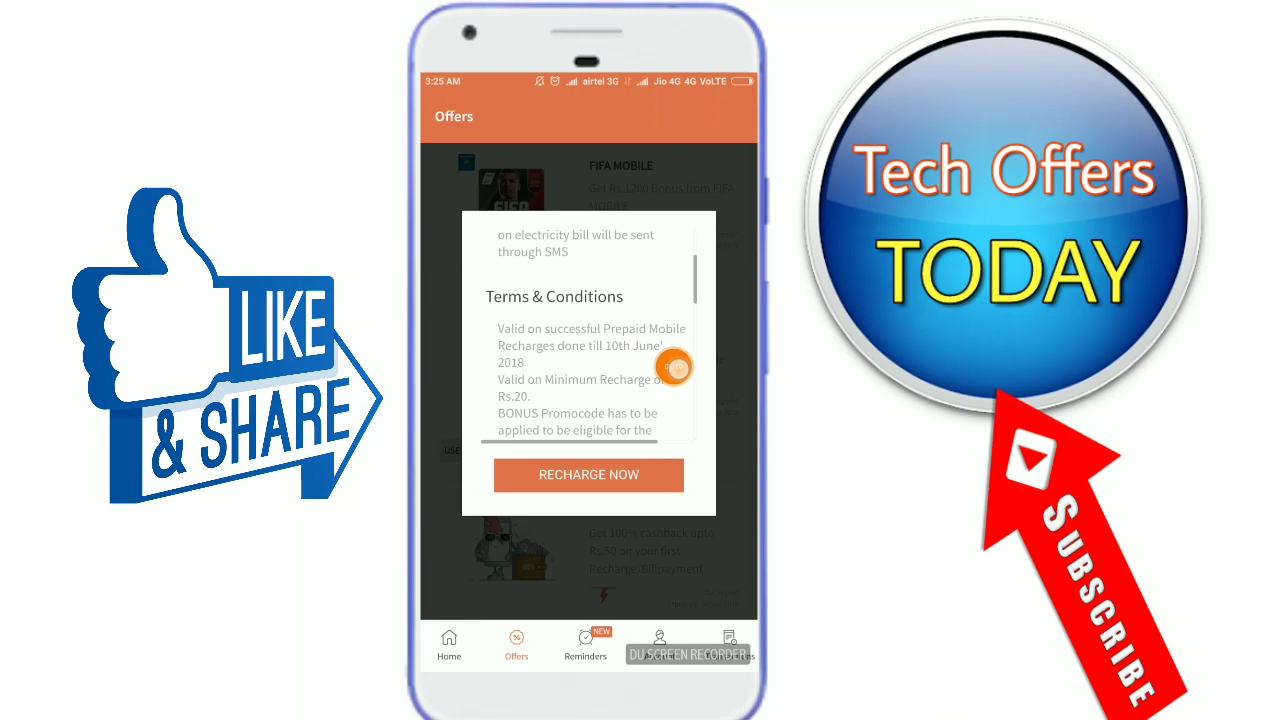 3:25 AM
airtel 3G
Jio 4G 4G VoLTE
Offers
FIFA MOBILE
Get Rs.1200 Bonus from FIFA
MOBILE
FIFA
on electricity bill will be sent
through SMS
Terms & Conditions
Valid on successful Prepaid Mobile
Recharges done till 10th June'
2018
Valid on Minimum Recharge of
Rs.20.
BONUS Promocode has to be
applied to be eligible for the
USE
RECHARGE NOW
Get 100% cashback upto
Rs.50 on your first
Recharge/Billpayment
Home
Offers
NEW
Reminders
DU SCREEN RECORDER
LIKE
& SHARE
Tech Offers
TODAY
SUBSCRIBE